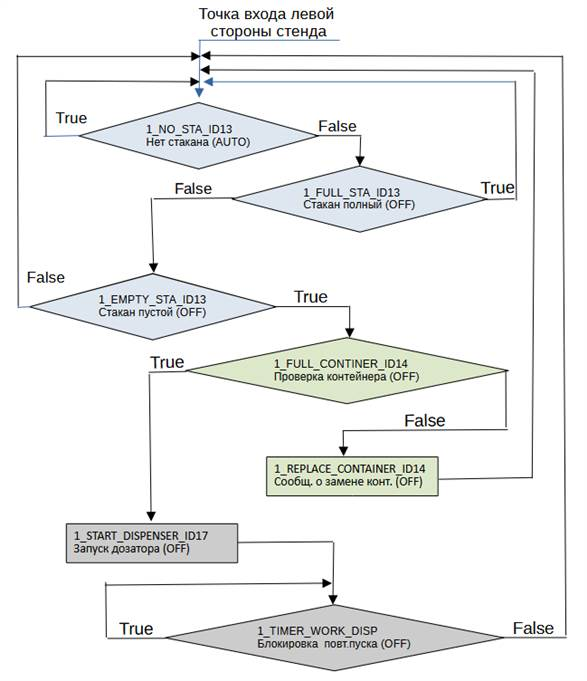 Точка входа левой
стороны стенда
True
1_NO_STA_ID13
Нет стакана (AUTO)
False
False
1_FULL_STA_ID13
Стакан полный (OFF)
True
False
1_EMPTY_STA_ID13
Стакан пустой (OFF)
True
True
1_FULL_CONTINER_ID14
Проверка контейнера (OFF)
False
1_REPLACE_CONTAINER_ID14
Сообщ. о замене конт. (OFF)
1_START_DISPENSER_ID17
Запуск дозатора (OFF)
True
1_TIMER_WORK_DISP
Блокировка повт.пуска (OFF)
False